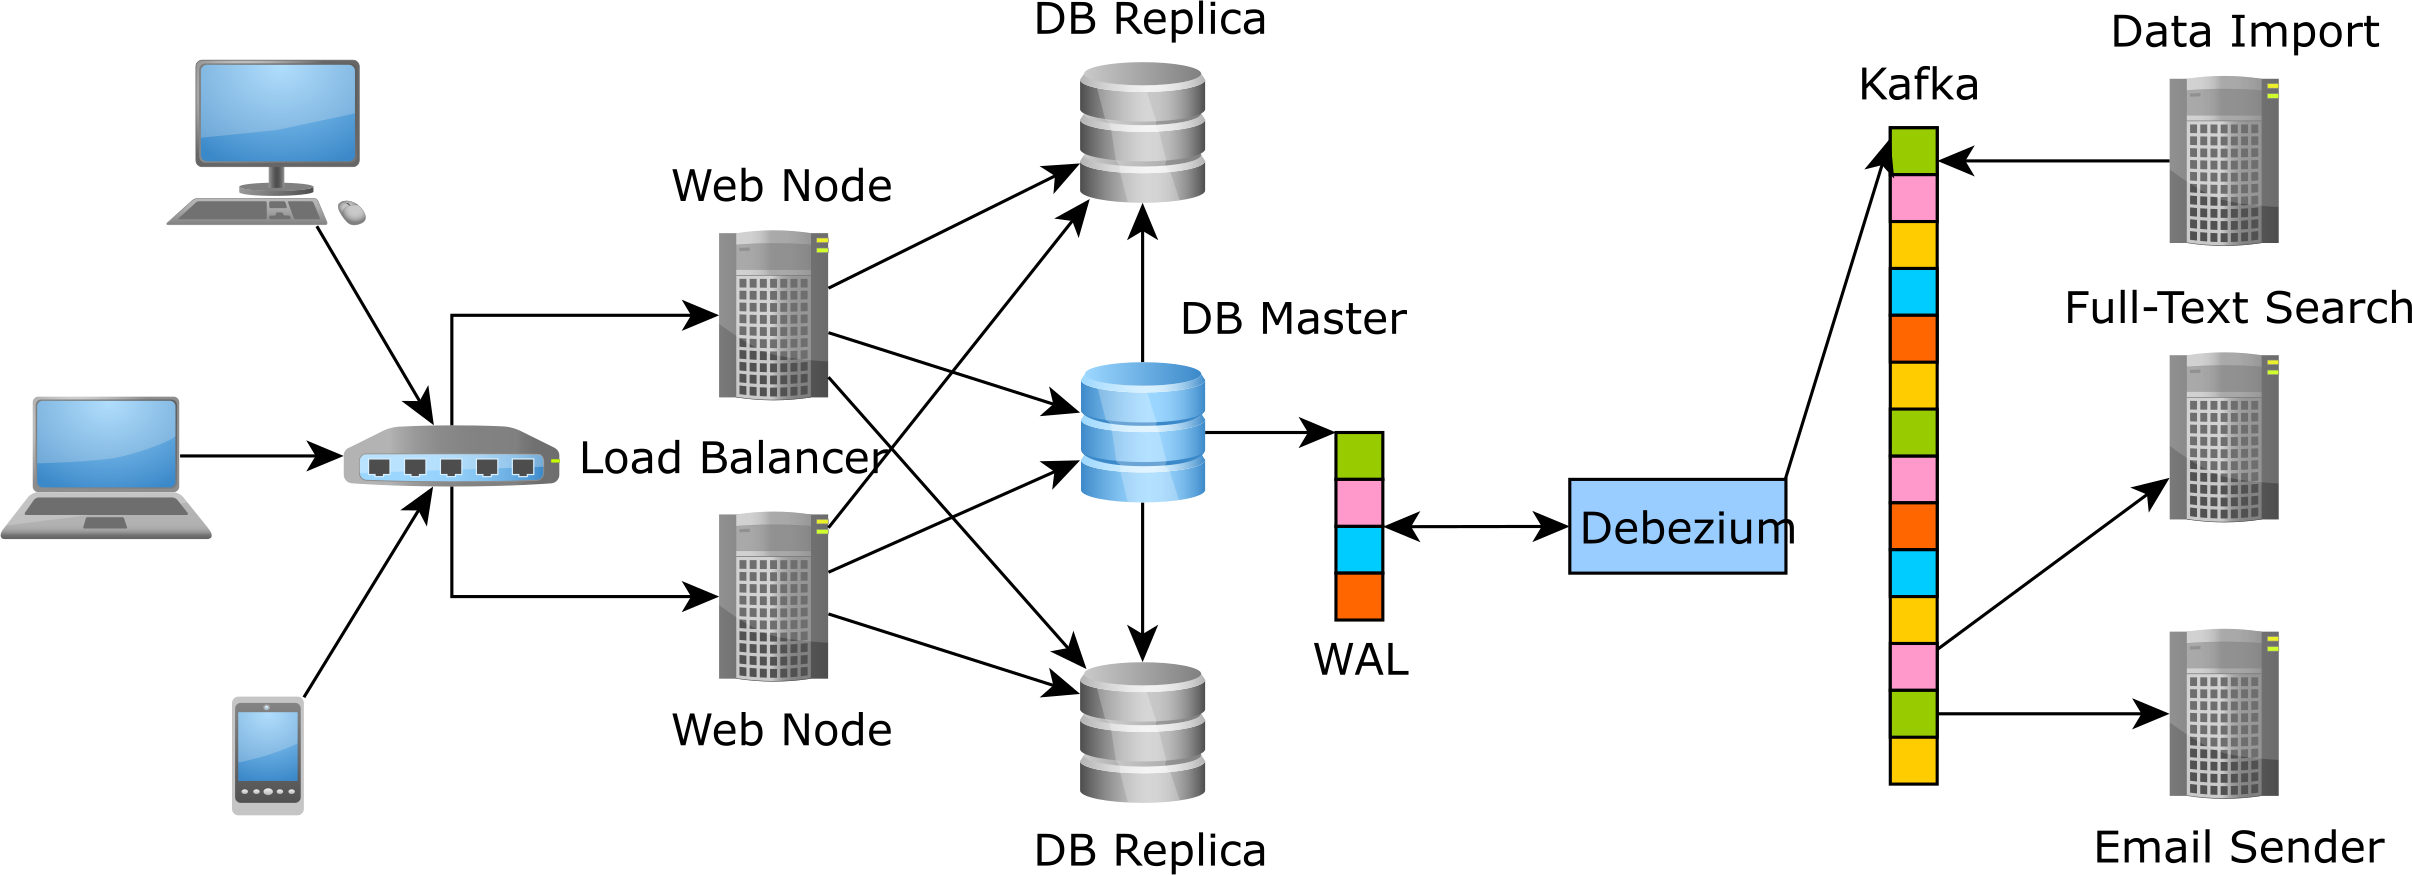 DB Replica
Data Import
Kafka
Web Node
DB Master
Full-Text Search
Load Balancer
Debezium
WAL
Web Node
DB Replica
Email Sender